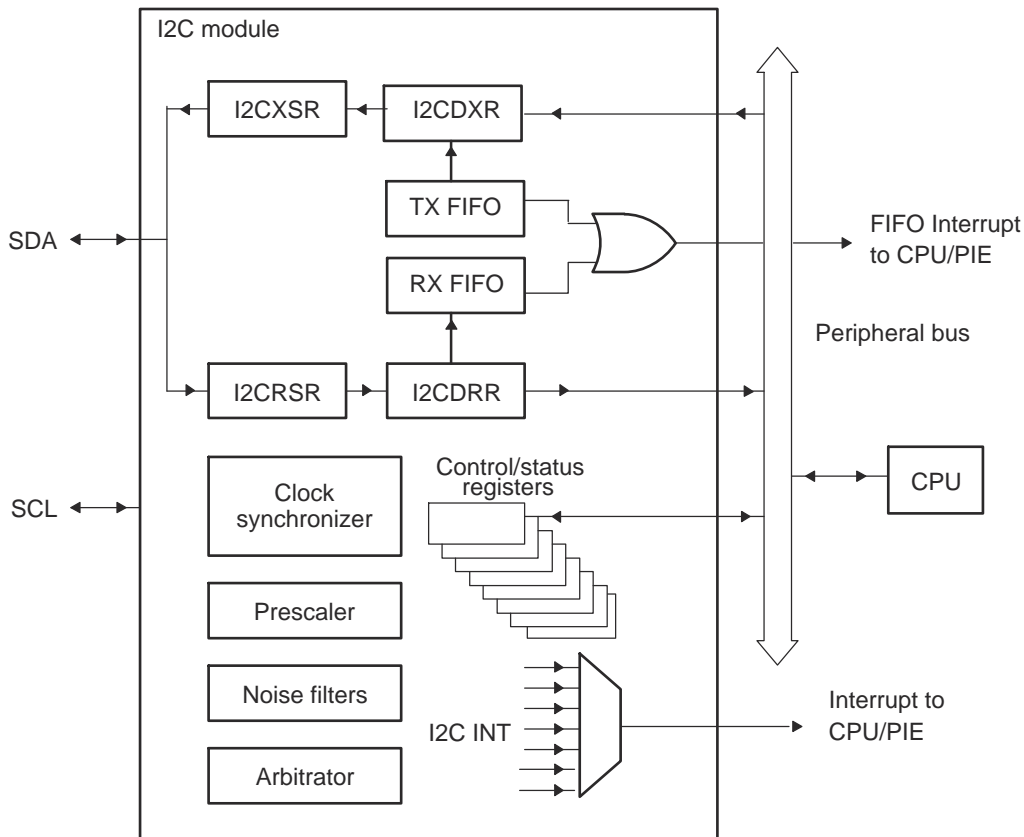 I2C module
I2CXSR
I2CDXR
TX FIFO
SDA
FIFO Interrupt
to CPU/PIE
RX FIFO
Peripheral bus
I2CRSR
I2CDRR
Control/status
registers
Clock
synchronizer
SCL
CPU
Prescaler
Noise filters
I2C INT
Interrupt to
CPU/PIE
Arbitrator